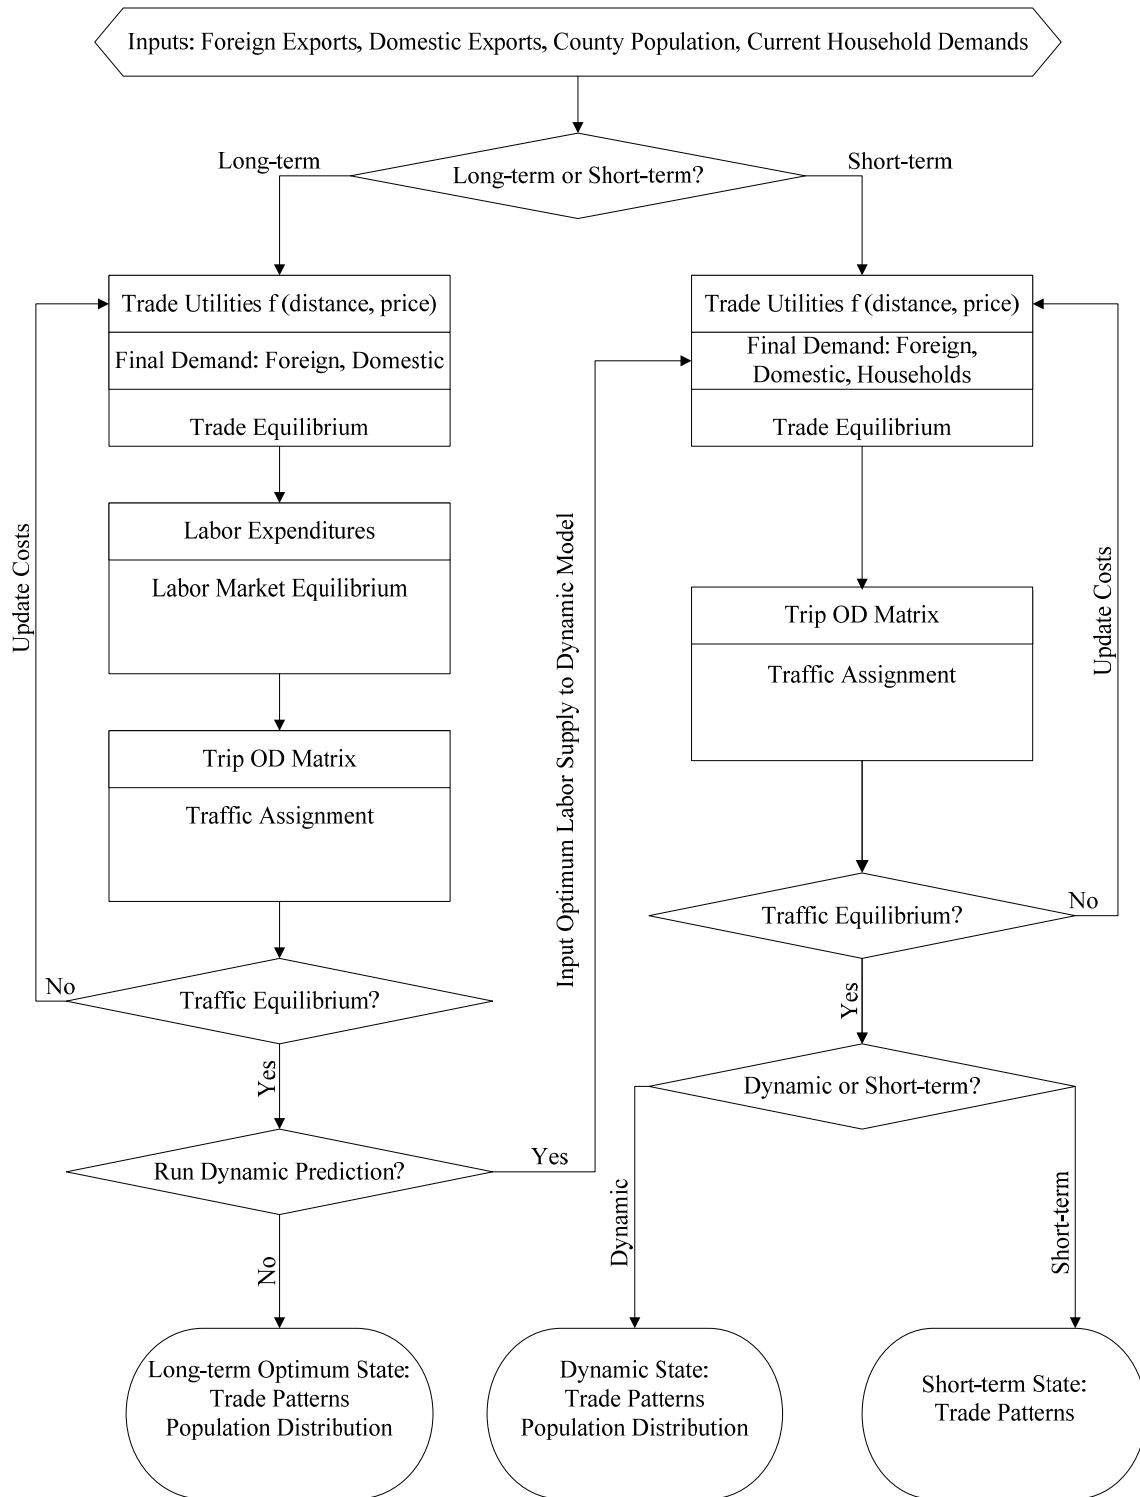 Inputs: Foreign Exports, Domestic Exports, County Population, Current Household Demands
Long-term or Short-term?
Long-term
Short-term
Trade Utilities f (distance, price)
Final Demand: Foreign, Domestic
Trade Equilibrium
Labor Expenditures
Labor Market Equilibrium
Trip OD Matrix
Traffic Assignment
Traffic Equilibrium?
No
Update Costs
Yes
Run Dynamic Prediction?
Yes
Input Optimum Labor Supply to Dynamic Model
No
Long-term Optimum State:
Trade Patterns
Population Distribution
Trade Utilities f (distance, price)
Final Demand: Foreign,
Domestic, Households
Trade Equilibrium
Trip OD Matrix
Traffic Assignment
Traffic Equilibrium?
No
Update Costs
Yes
Dynamic or Short-term?
Dynamic
Short-term
Dynamic State:
Trade Patterns
Population Distribution
Short-term State:
Trade Patterns